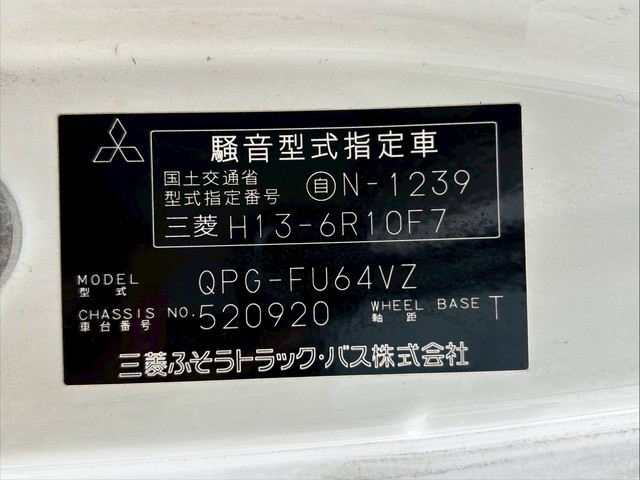 騒音型式指定車
国土交通省
型式指定番号 自N-1239
三菱 H13-6R10F7
MODEL
型式 QPG-FU64VZ
CHASSIS NO.
車台番号 520920 WHEEL BASE
軸距 T
三菱ふそうトラック・バス株式会社